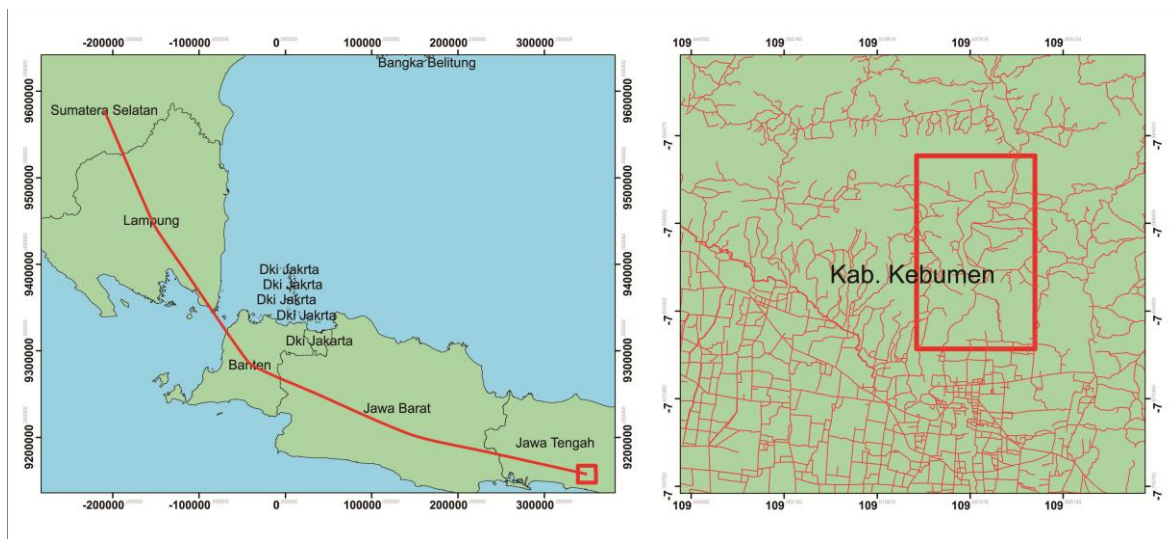 -200000 -100000 0 100000 200000 300000
Bangka Belitung
9600000
Sumatera Selatan
9500000
Lampung
9400000
Dki Jakrta
Dki Jakrta
Dki Jakrta
Dki Jakrta
Dki Jakarta
9300000
Banten
Jawa Barat
9200000
Jawa Tengah
9600000
9500000
9400000
9300000
9200000
-200000 -100000 0 100000 200000 300000
109 109 109 109 109
-7
-7
Kab. Kebumen
-7
-7
-7
-7
-7
-7
-7
-7
109 109 109 109 109